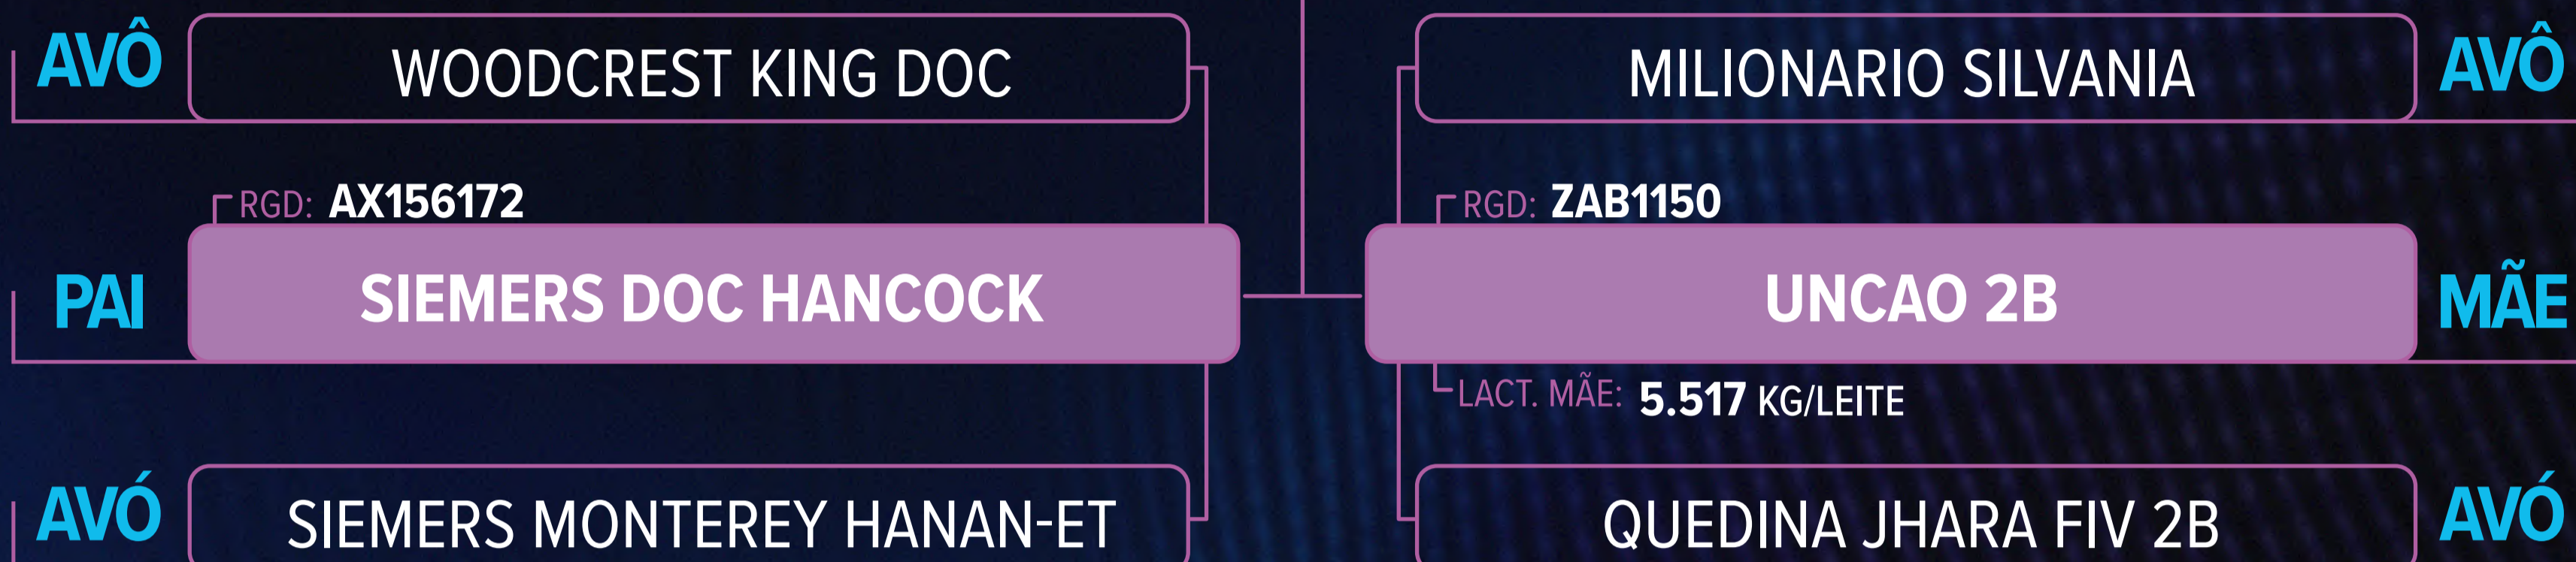 AVÔ WOODCREST KING DOC MILIONARIO SILVANIA AVÔ
RGD: AX156172 RGD: ZAB1150
PAI SIEMERS DOC HANCOCK UNCAO 2B MÃE
LACT. MÃE: 5.517 KG/LEITE
AVÓ SIEMERS MONTEREY HANAN-ET QUEDINA JHARA FIV 2B AVÓ